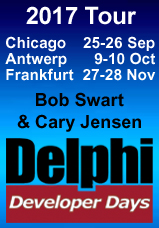 2017 Tour
Chicago 25-26 Sep
Antwerp 9-10 Oct
Frankfurt 27-28 Nov
Bob Swart
& Cary Jensen
Delphi
Developer Days